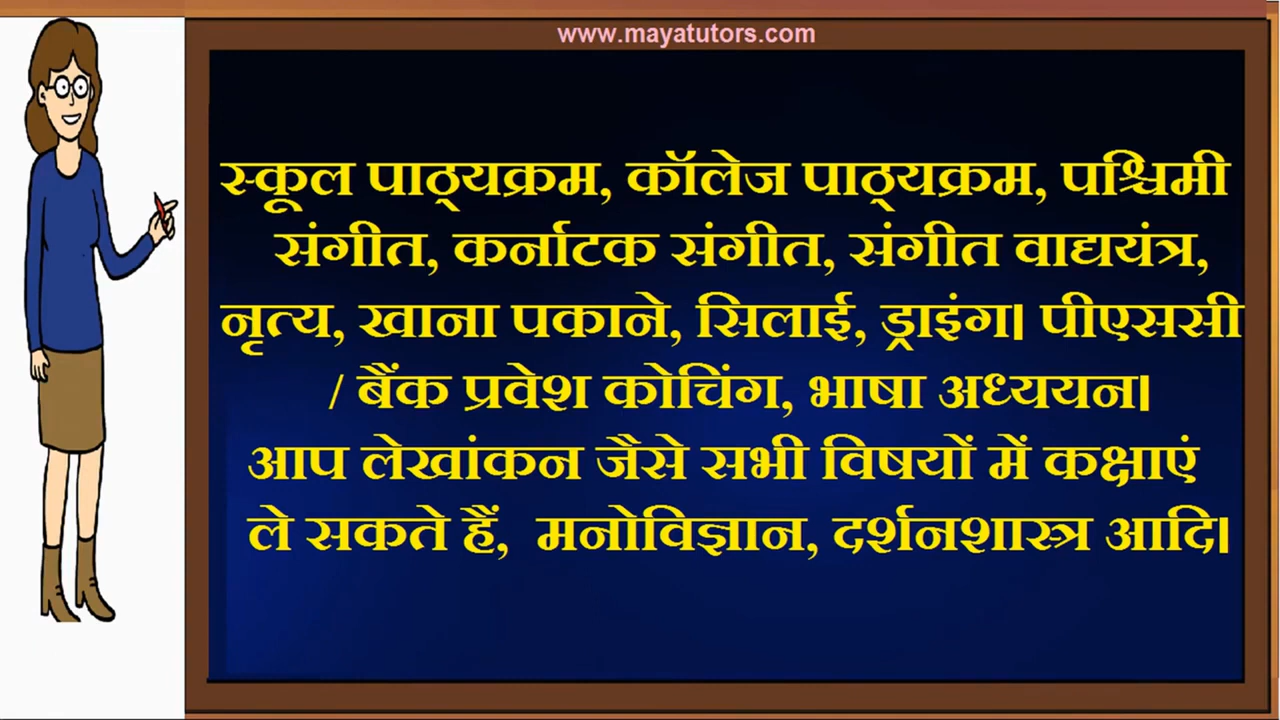 www.mayatutors.com
स्कूल पाठ्यक्रम, कॉलेज पाठ्यक्रम, पश्चिमी
संगीत, कर्नाटक संगीत, संगीत वाद्ययंत्र,
नृत्य, खाना पकाने, सिलाई, ड्राइंग। पीएससी
/ बैंक प्रवेश कोचिंग, भाषा अध्ययन।
आप लेखांकन जैसे सभी विषयों में कक्षाएं
ले सकते हैं, मनोविज्ञान, दर्शनशास्त्र आदि।